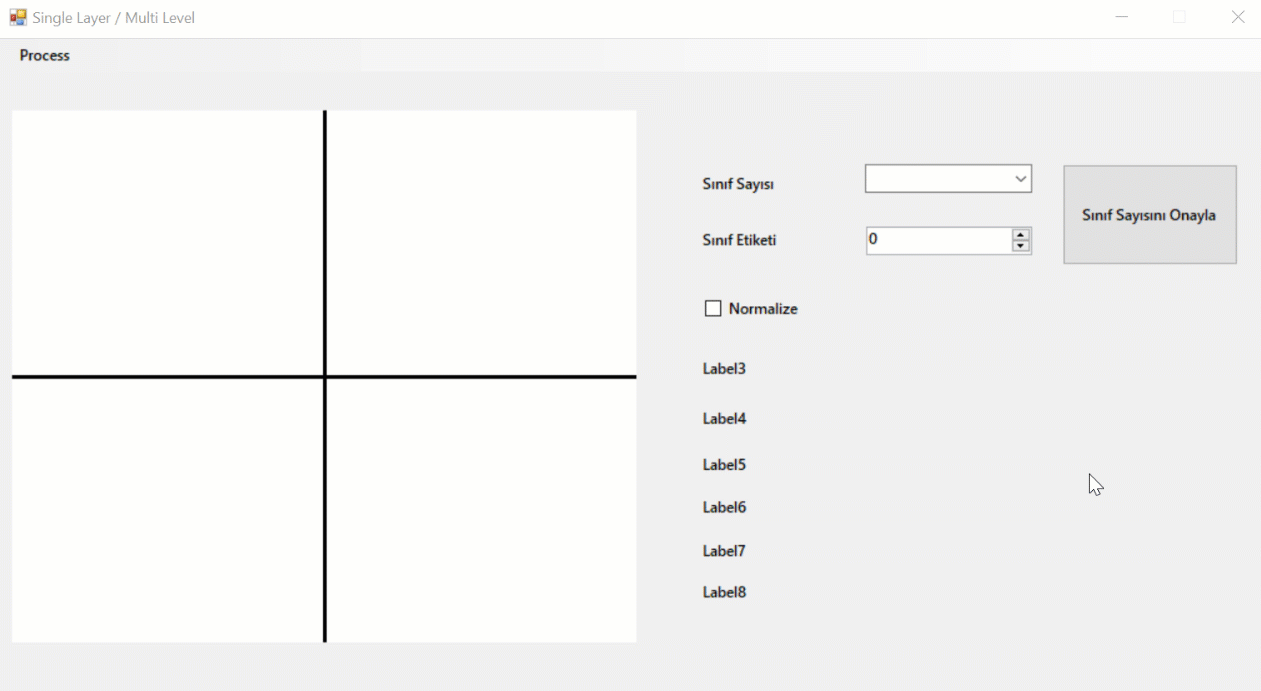 Single Layer / Multi Level
Process
Sınıf Sayısı
Sınıf Sayısını Onayla
Sınıf Etiketi
0
Normalize
Label3
Label4
Label5
Label6
Label7
Label8